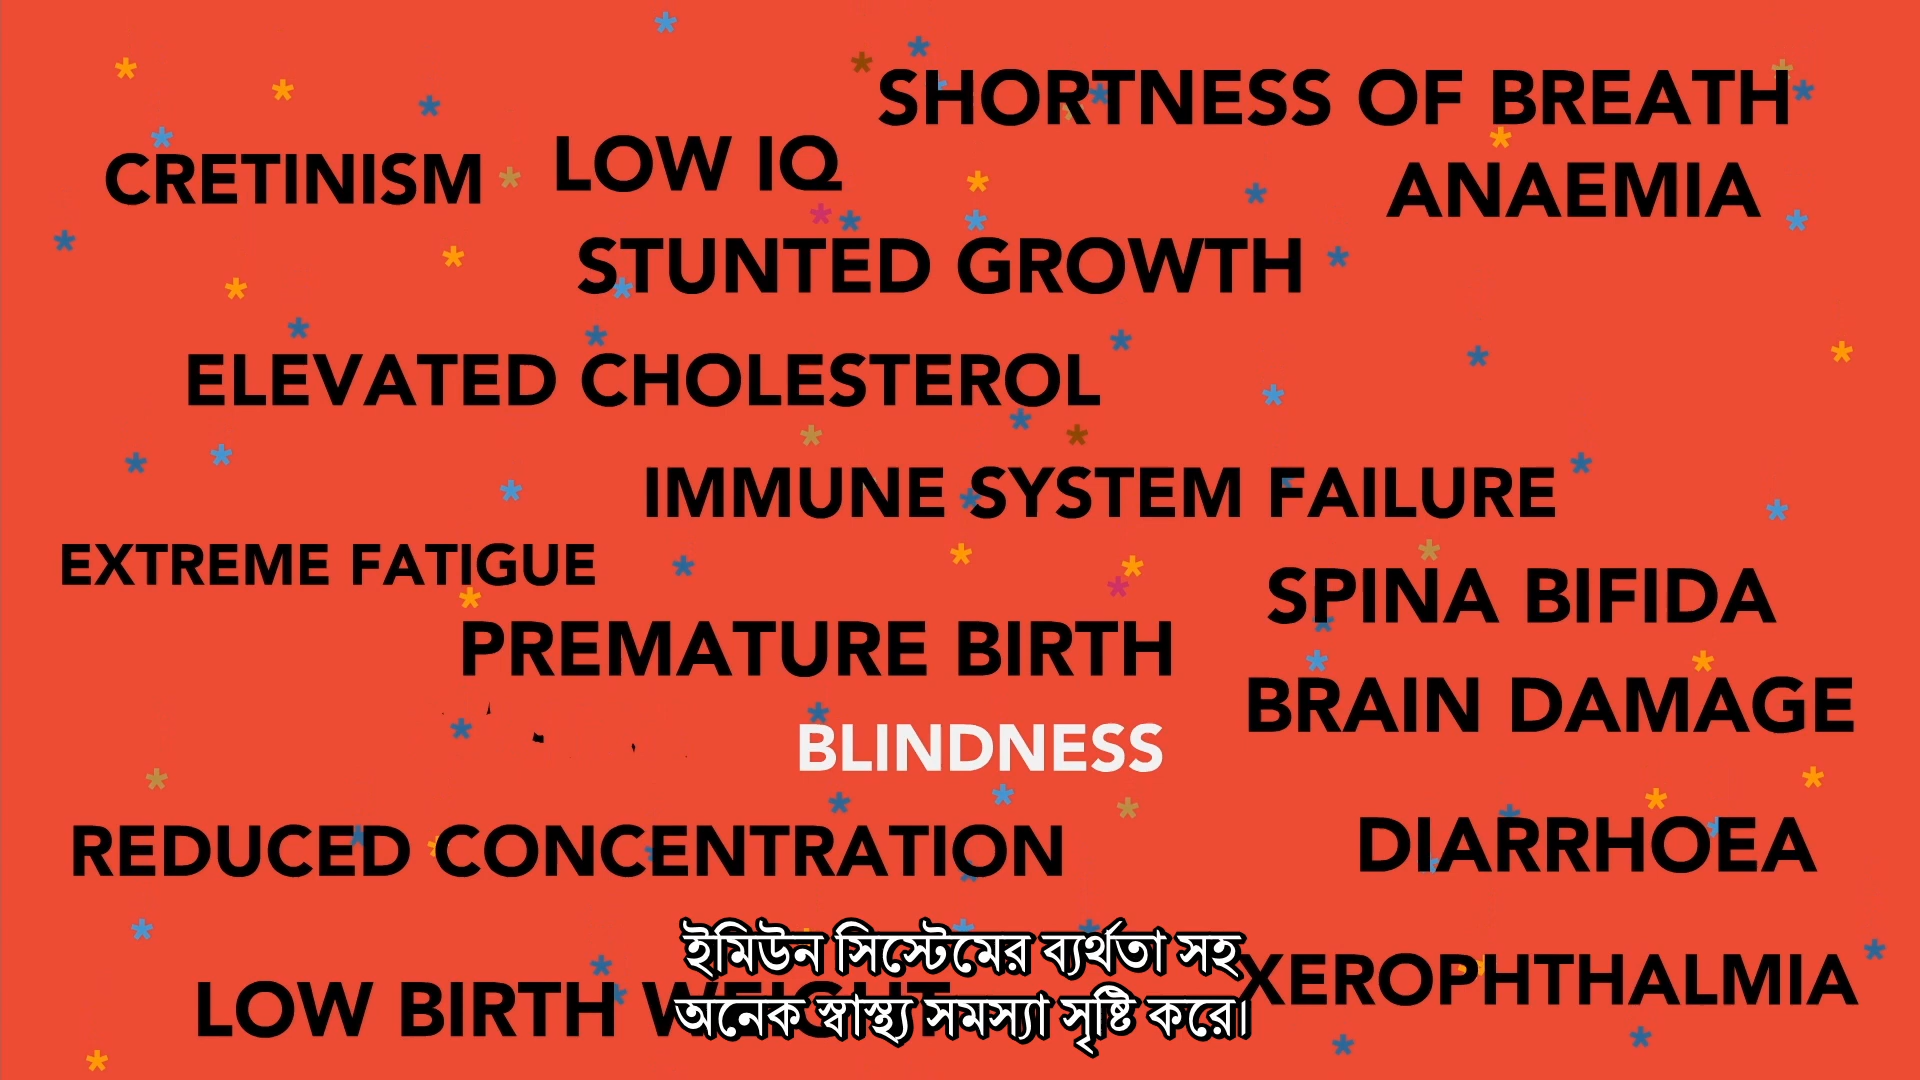 SHORTNESS OF BREATH
LOW IQ
CRETINISM
ANAEMIA
STUNTED GROWTH
ELEVATED CHOLESTEROL
IMMUNE SYSTEM FAILURE
EXTREME FATIGUE
SPINA BIFIDA
PREMATURE BIRTH
BRAIN DAMAGE
BLINDNESS
REDUCED CONCENTRATION
DIARRHOEA
XEROPHTHALMIA
LOW BIRTH WEIGHT
ইমিউন সিস্টেমের ব্যর্থতা সহ
অনেক স্বাস্থ্য সমস্যা সৃষ্টি করে।